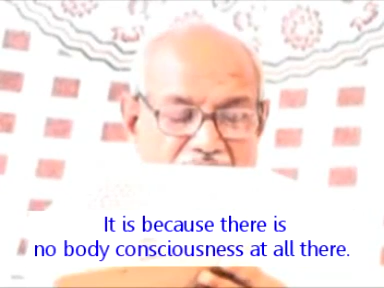 It is because there is
no body consciousness at all there.